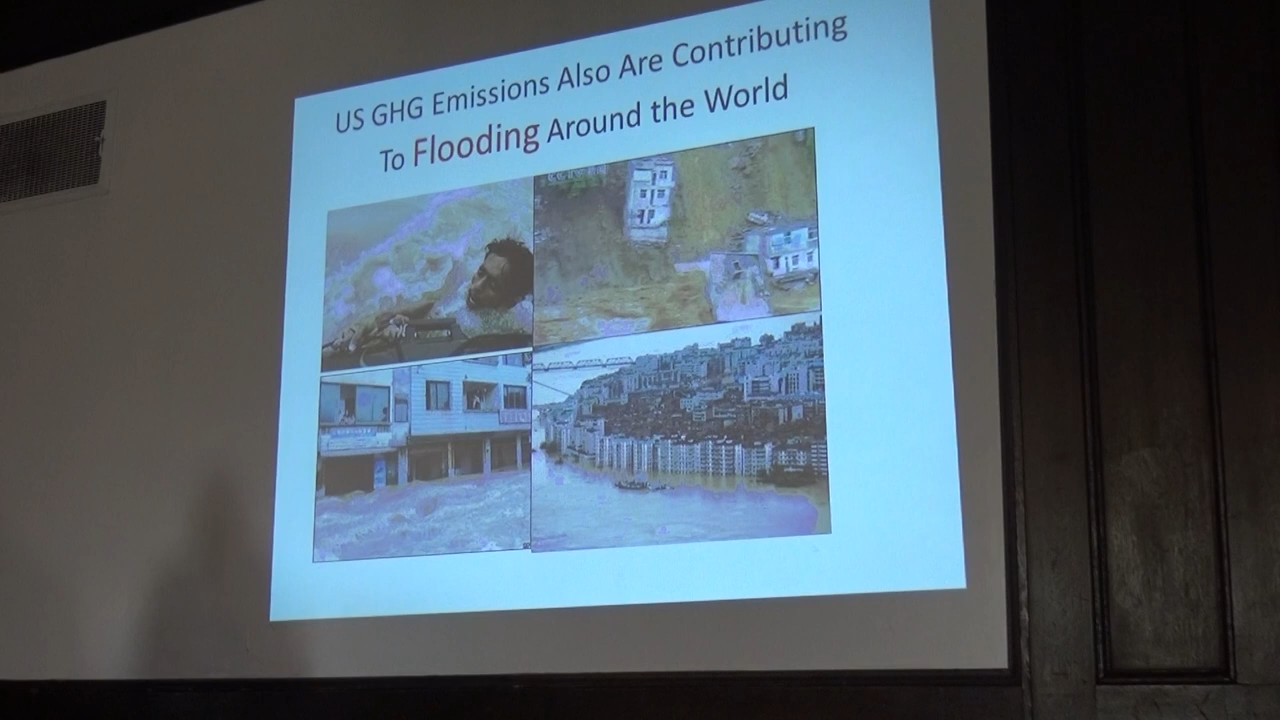 US GHG Emissions Also Are Contributing
To Flooding Around the World